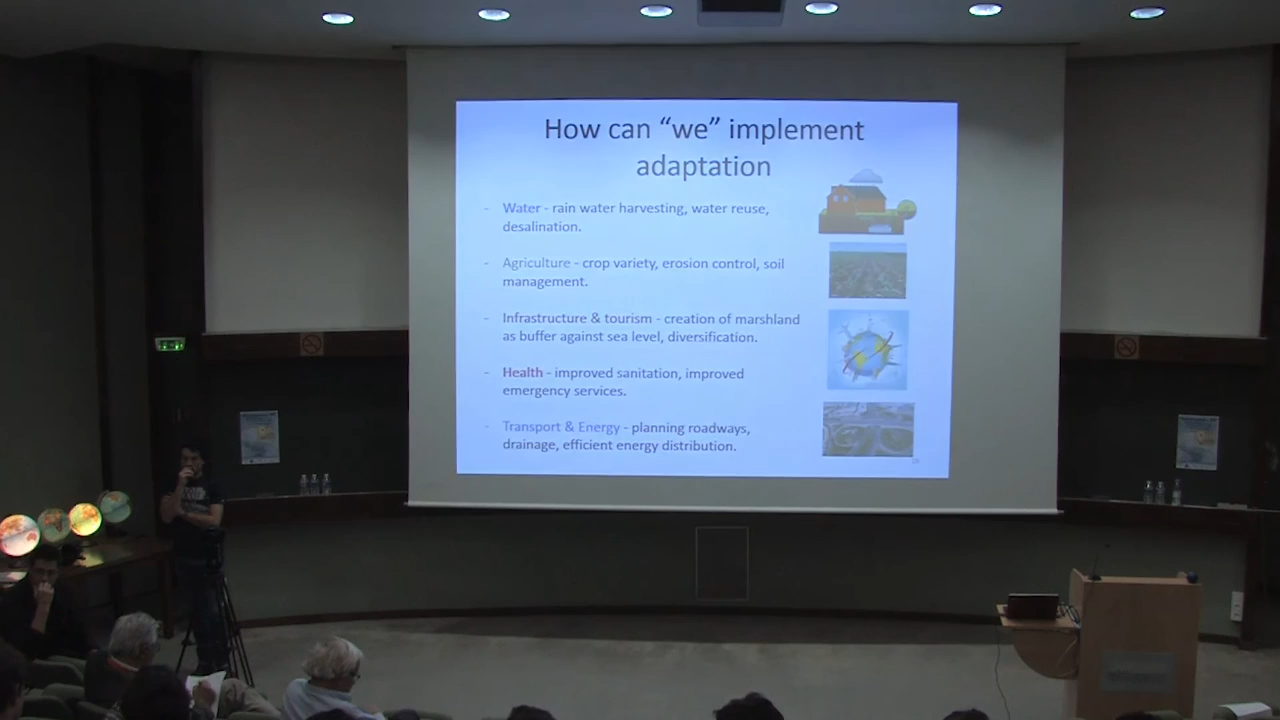 How can “we” implement
adaptation
- Water - rain water harvesting, water reuse,
desalination.
- Agriculture - crop variety, erosion control, soil
management.
- Infrastructure & tourism - creation of marshland
as buffer against sea level, diversification.
- Health - improved sanitation, improved
emergency services.
- Transport & Energy - planning roadways,
drainage, efficient energy distribution.